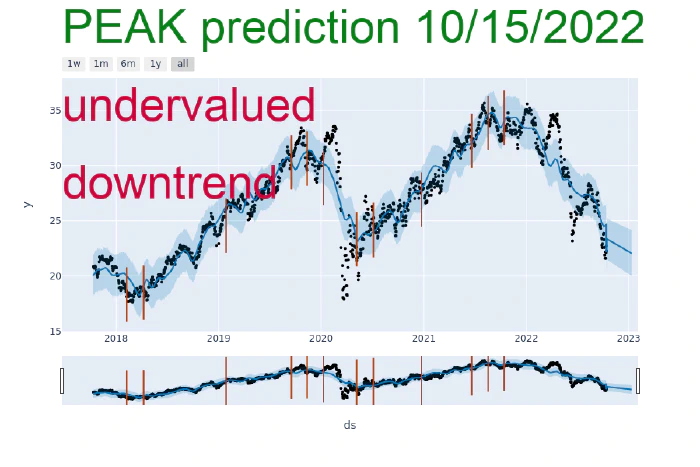 PEAK prediction 10/15/2022
1w 1m 6m 1y all
undervalued
downtrend
35
30
25
20
15
y
2018 2019 2020 2021 2022 2023
ds